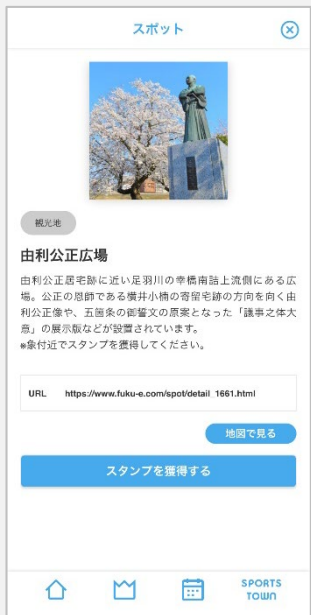 スポット
観光地
由利公正広場
由利公正居宅跡に近い足羽川の幸橋南詰上流側にある広
場。公正の恩師である横井小楠の寄留宅跡の方向を向く由
利公正像や、五箇条の御誓文の原案となった「議事之体大
意」の展示版などが設置されています。
※象付近でスタンプを獲得してください。
URL https://www.fuku-e.com/spot/detail_1661.html
地図で見る
スタンプを獲得する
SPORTS
TOWN